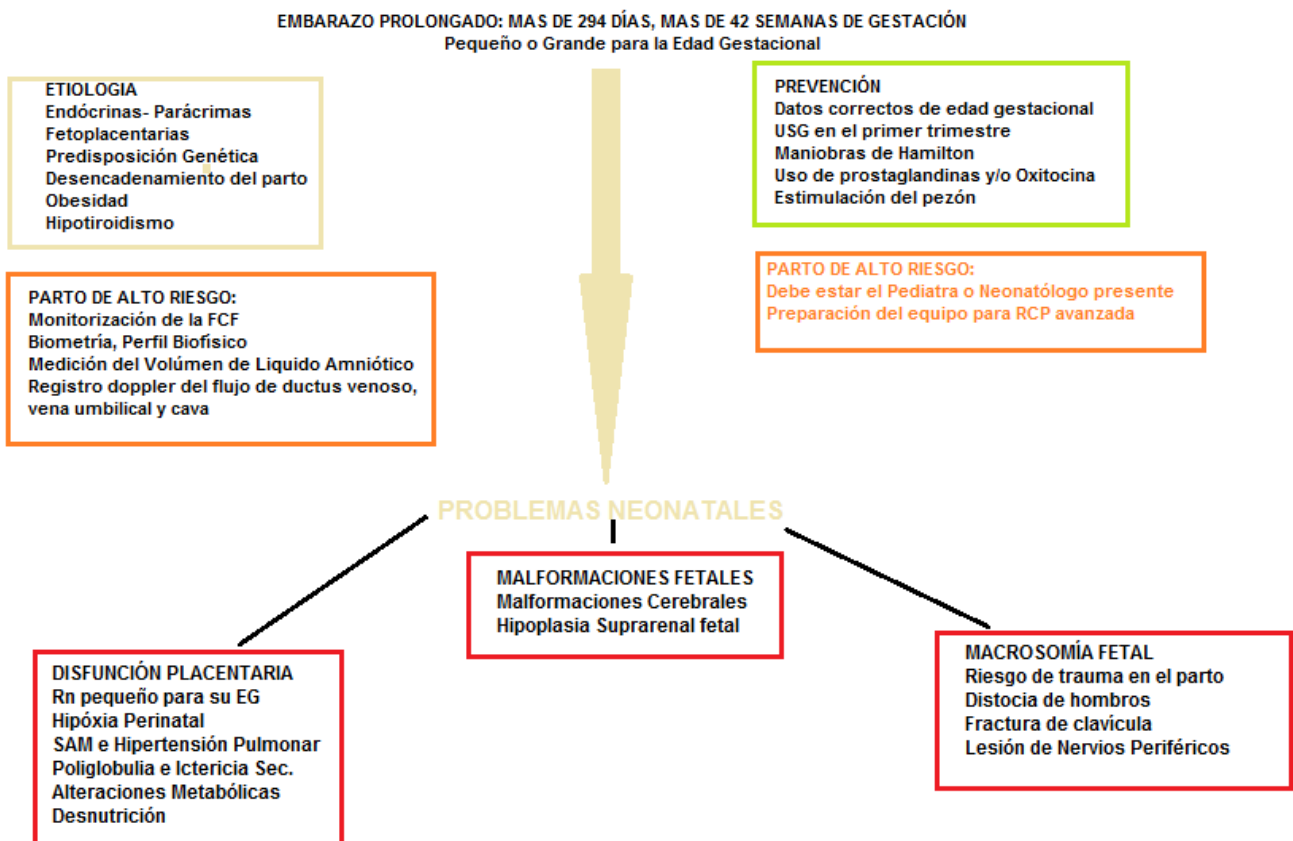 EMBARAZO PROLONGADO: MAS DE 294 DÍAS, MAS DE 42 SEMANAS DE GESTACIÓN
Pequeño o Grande para la Edad Gestacional
ETIOLOGIA
Endócrinas- Parácrimas
Fetoplacentarias
Predisposición Genética
Desencadenamiento del parto
Obesidad
Hipotiroidismo
PREVENCIÓN
Datos correctos de edad gestacional
USG en el primer trimestre
Maniobras de Hamilton
Uso de prostaglandinas y/o Oxitocina
Estimulación del pezón
PARTO DE ALTO RIESGO:
Monitorización de la FCF
Biometría, Perfil Biofísico
Medición del Volúmen de Liquido Amniótico
Registro doppler del flujo de ductus venoso,
vena umbilical y cava
PARTO DE ALTO RIESGO:
Debe estar el Pediatra o Neonatólogo presente
Preparación del equipo para RCP avanzada
PROBLEMAS NEONATALES
DISFUNCIÓN PLACENTARIA
Rn pequeño para su EG
Hipóxia Perinatal
SAM e Hipertensión Pulmonar
Poliglobulia e Ictericia Sec.
Alteraciones Metabólicas
Desnutrición
MALFORMACIONES FETALES
Malformaciones Cerebrales
Hipoplasia Suprarenal fetal
MACROSOMÍA FETAL
Riesgo de trauma en el parto
Distocia de hombros
Fractura de clavícula
Lesión de Nervios Periféricos